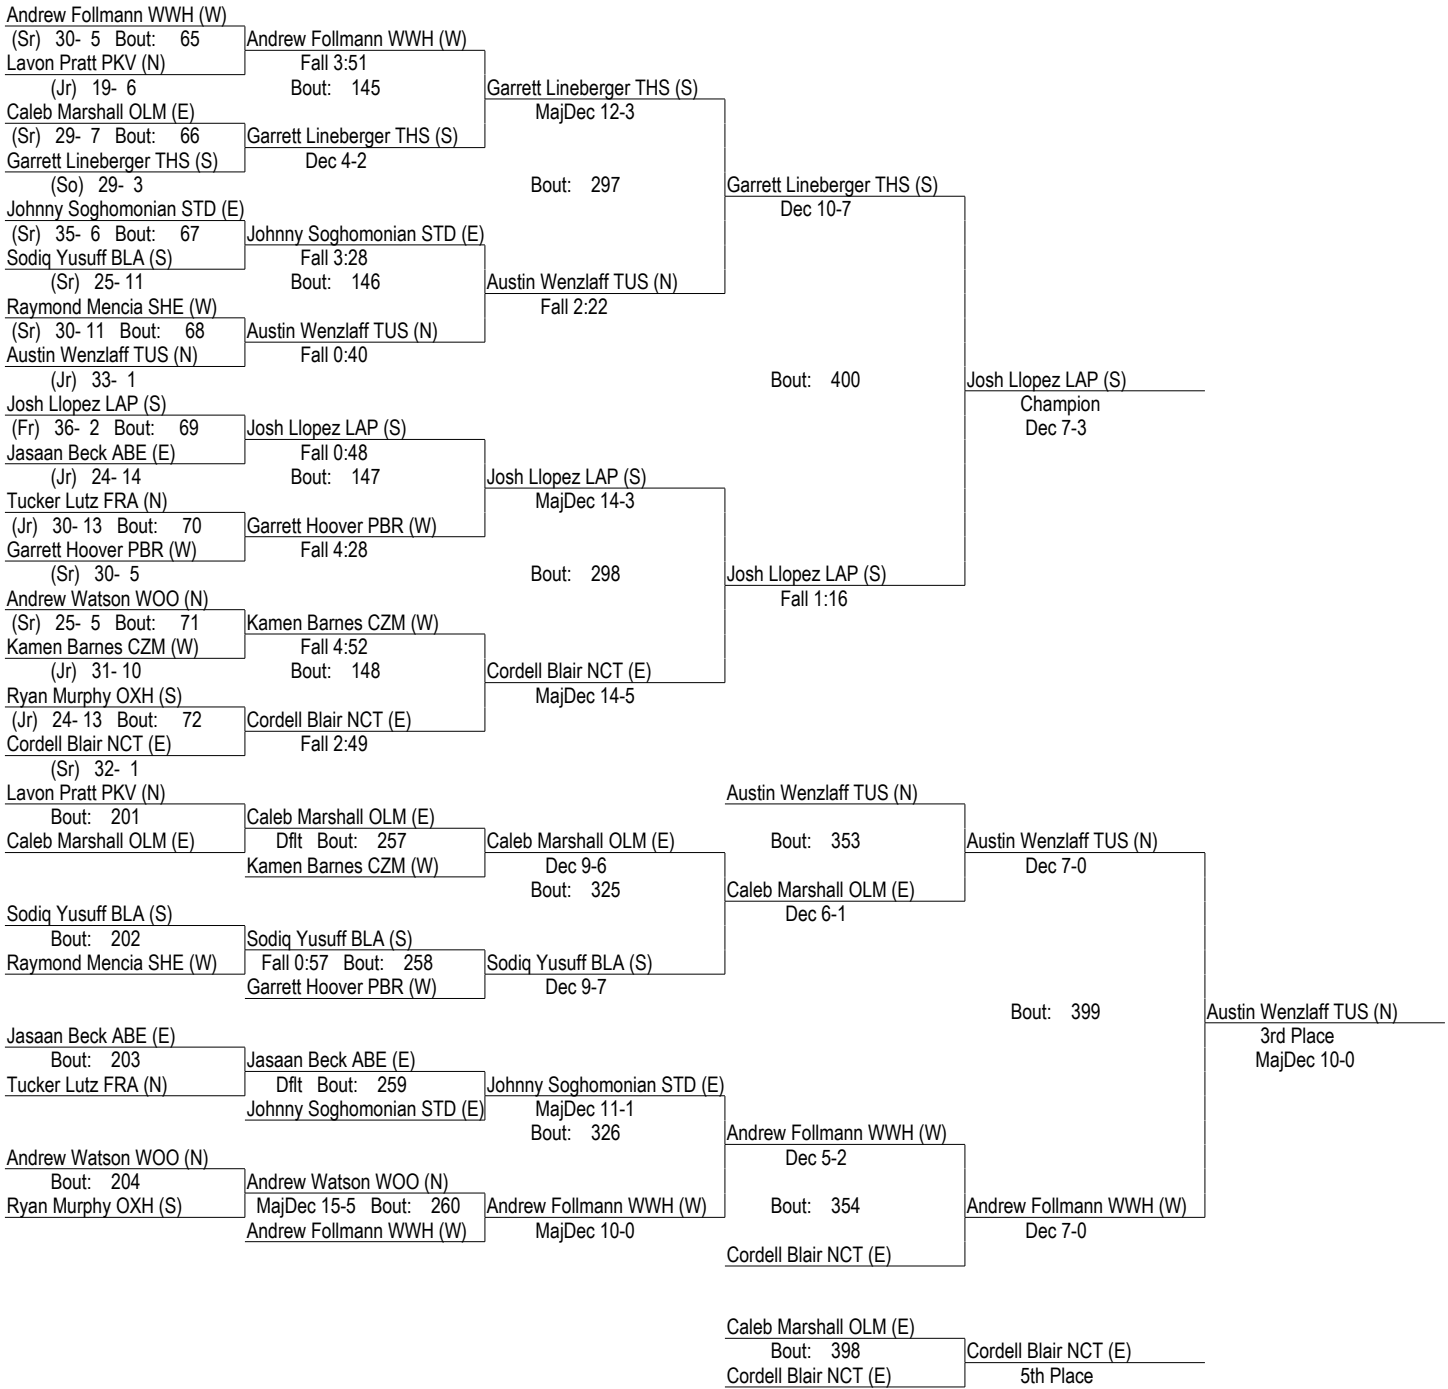 Andrew Follmann WWH (W)
(Sr) 30- 5 Bout: 65
Andrew Follmann WWH (W)
Lavon Pratt PKV (N)
Fall 3:51
(Jr) 19- 6
Bout: 145
Garrett Lineberger THS (S)
Caleb Marshall OLM (E)
MajDec 12-3
(Sr) 29- 7 Bout: 66
Garrett Lineberger THS (S)
Garrett Lineberger THS (S)
Dec 4-2
(So) 29- 3
Bout: 297
Garrett Lineberger THS (S)
Johnny Soghomonian STD (E)
Dec 10-7
(Sr) 35- 6 Bout: 67
Johnny Soghomonian STD (E)
Sodiq Yusuff BLA (S)
Fall 3:28
(Sr) 25- 11
Bout: 146
Austin Wenzlaff TUS (N)
Raymond Mencia SHE (W)
Fall 2:22
(Sr) 30- 11 Bout: 68
Austin Wenzlaff TUS (N)
Austin Wenzlaff TUS (N)
Fall 0:40
(Jr) 33- 1
Bout: 400
Josh Llopez LAP (S)
Josh Llopez LAP (S)
Champion
(Fr) 36- 2 Bout: 69
Josh Llopez LAP (S)
Dec 7-3
Jasaan Beck ABE (E)
Fall 0:48
(Jr) 24- 14
Bout: 147
Josh Llopez LAP (S)
Tucker Lutz FRA (N)
MajDec 14-3
(Jr) 30- 13 Bout: 70
Garrett Hoover PBR (W)
Garrett Hoover PBR (W)
Fall 4:28
(Sr) 30- 5
Bout: 298
Josh Llopez LAP (S)
Andrew Watson WOO (N)
Fall 1:16
(Sr) 25- 5 Bout: 71
Kamen Barnes CZM (W)
Kamen Barnes CZM (W)
Fall 4:52
(Jr) 31- 10
Bout: 148
Cordell Blair NCT (E)
Ryan Murphy OXH (S)
MajDec 14-5
(Jr) 24- 13 Bout: 72
Cordell Blair NCT (E)
Cordell Blair NCT (E)
Fall 2:49
(Sr) 32- 1
Lavon Pratt PKV (N)
Austin Wenzlaff TUS (N)
Bout: 201
Caleb Marshall OLM (E)
Caleb Marshall OLM (E)
Dflt Bout: 257
Caleb Marshall OLM (E)
Bout: 353
Austin Wenzlaff TUS (N)
Kamen Barnes CZM (W)
Dec 9-6
Dec 7-0
Bout: 325
Caleb Marshall OLM (E)
Sodiq Yusuff BLA (S)
Dec 6-1
Bout: 202
Sodiq Yusuff BLA (S)
Raymond Mencia SHE (W)
Fall 0:57 Bout: 258
Sodiq Yusuff BLA (S)
Garrett Hoover PBR (W)
Dec 9-7
Bout: 399
Austin Wenzlaff TUS (N)
Jasaan Beck ABE (E)
3rd Place
Bout: 203
Jasaan Beck ABE (E)
MajDec 10-0
Tucker Lutz FRA (N)
Dflt Bout: 259
Johnny Soghomonian STD (E)
Johnny Soghomonian STD (E)
MajDec 11-1
Bout: 326
Andrew Follmann WWH (W)
Andrew Watson WOO (N)
Dec 5-2
Bout: 204
Andrew Watson WOO (N)
Ryan Murphy OXH (S)
MajDec 15-5 Bout: 260
Andrew Follmann WWH (W)
Bout: 354
Andrew Follmann WWH (W)
Andrew Follmann WWH (W)
MajDec 10-0
Dec 7-0
Cordell Blair NCT (E)
Caleb Marshall OLM (E)
Bout: 398
Cordell Blair NCT (E)
Cordell Blair NCT (E)
5th Place